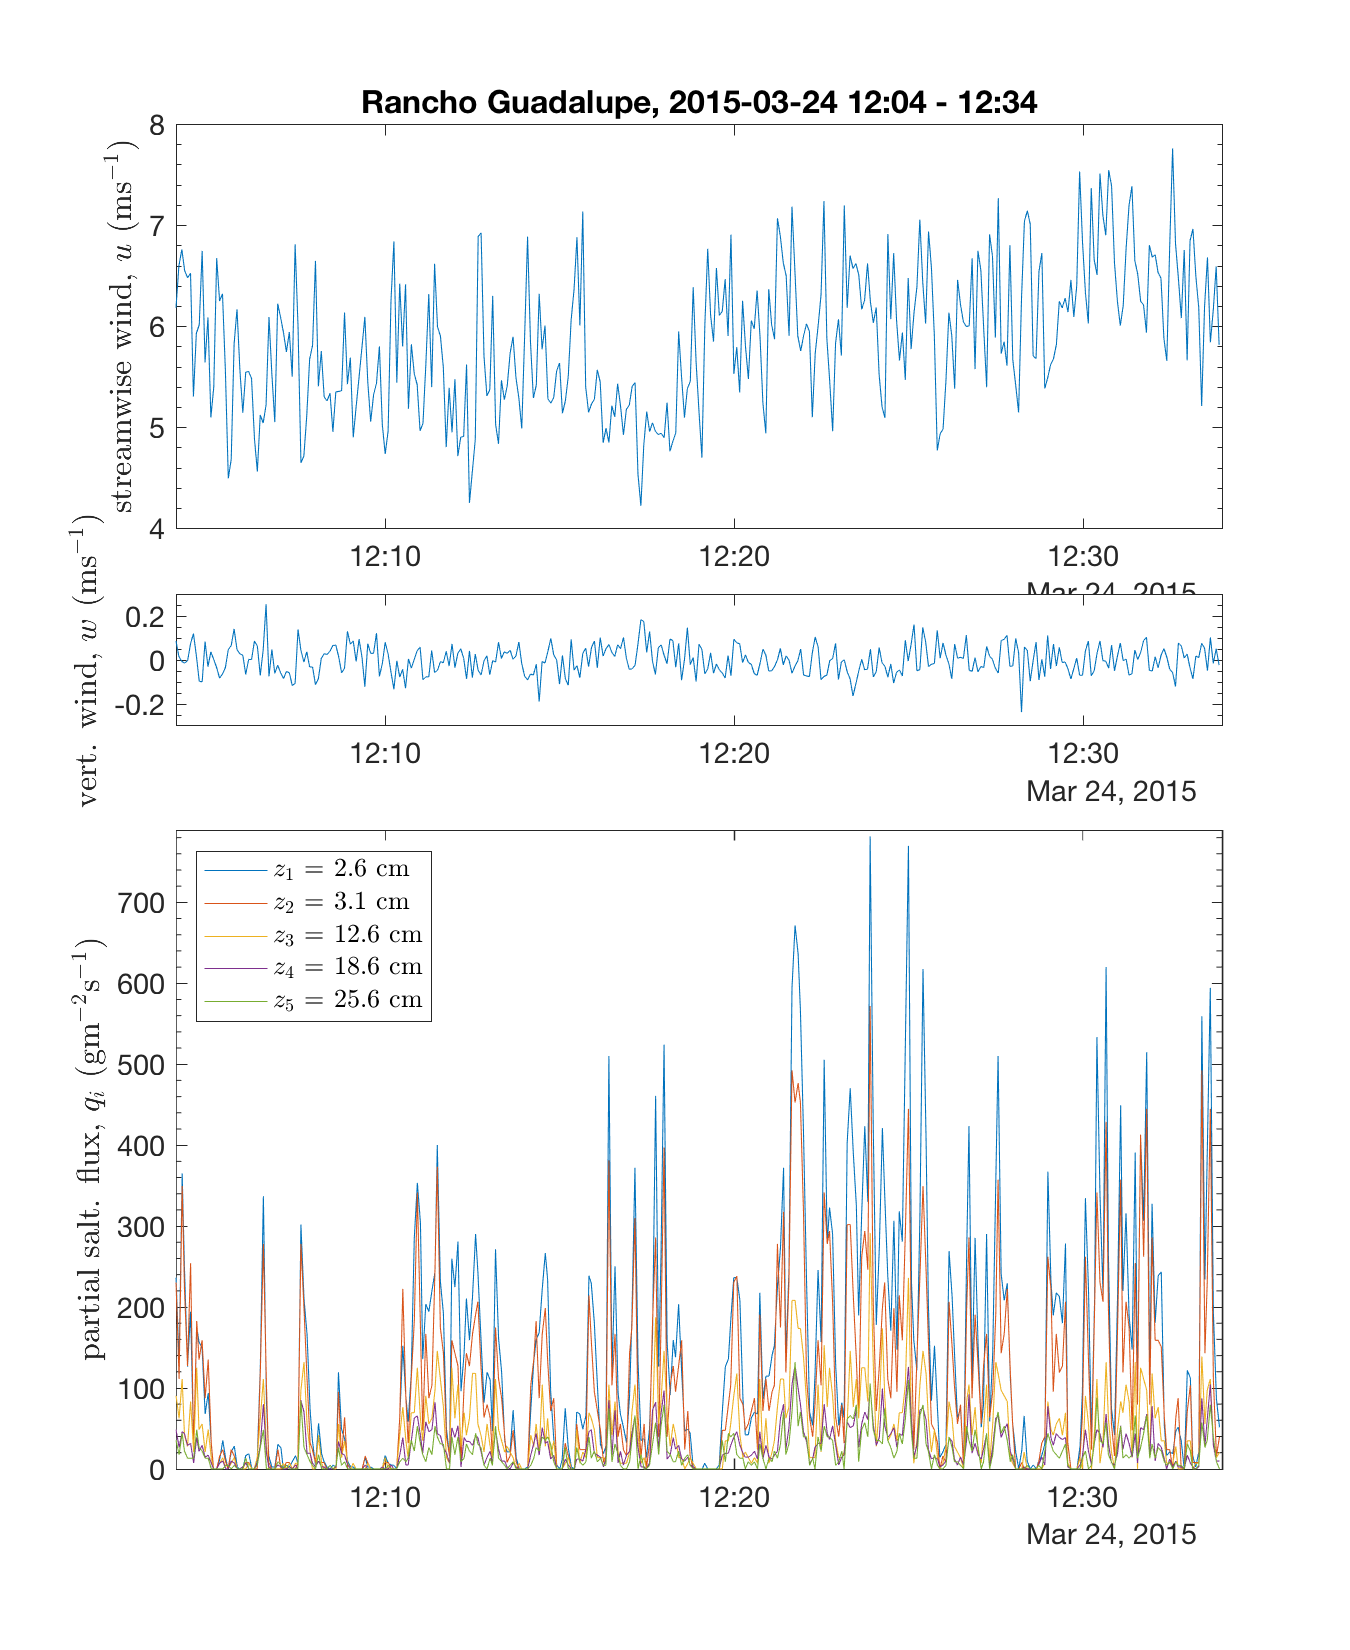 Rancho Guadalupe, 2015-03-24 12:04 - 12:34
streamwise wind, u (ms⁻¹)
8
7
6
5
4
12:10 12:20 12:30
Mar 24, 2015
vert. wind, w (ms⁻¹)
0.2
0
-0.2
12:10 12:20 12:30
Mar 24, 2015
partial salt. flux, qᵢ (gm⁻²s⁻¹)
700
600
500
400
300
200
100
0
z₁ = 2.6 cm
z₂ = 3.1 cm
z₃ = 12.6 cm
z₄ = 18.6 cm
z₅ = 25.6 cm
12:10 12:20 12:30
Mar 24, 2015